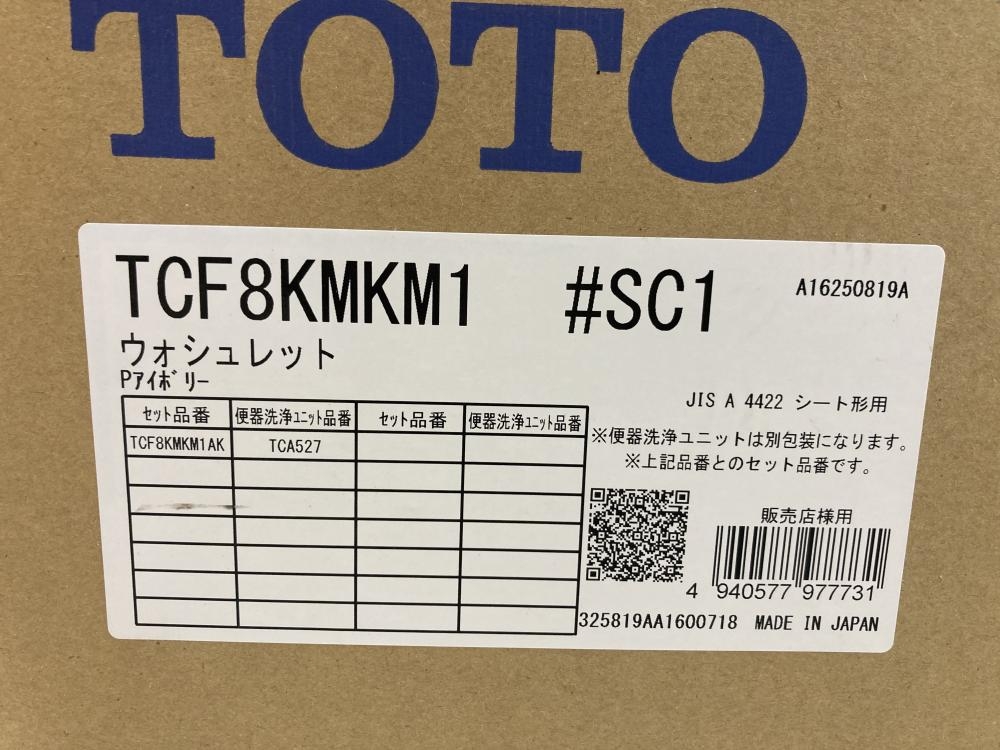 TOTO
TCF8KMKM1 #SC1 A16250819A
ウォシュレット
Pアイボリー
JIS A 4422 シート形用
セット品番 便器洗浄ユニット品番 セット品番 便器洗浄ユニット品番
TCF8KMKM1AK TCA527
※便器洗浄ユニットは別包装になります。
※上記品番とのセット品番です。
販売店様用
4 940577 977731
325819AA1600718 MADE IN JAPAN